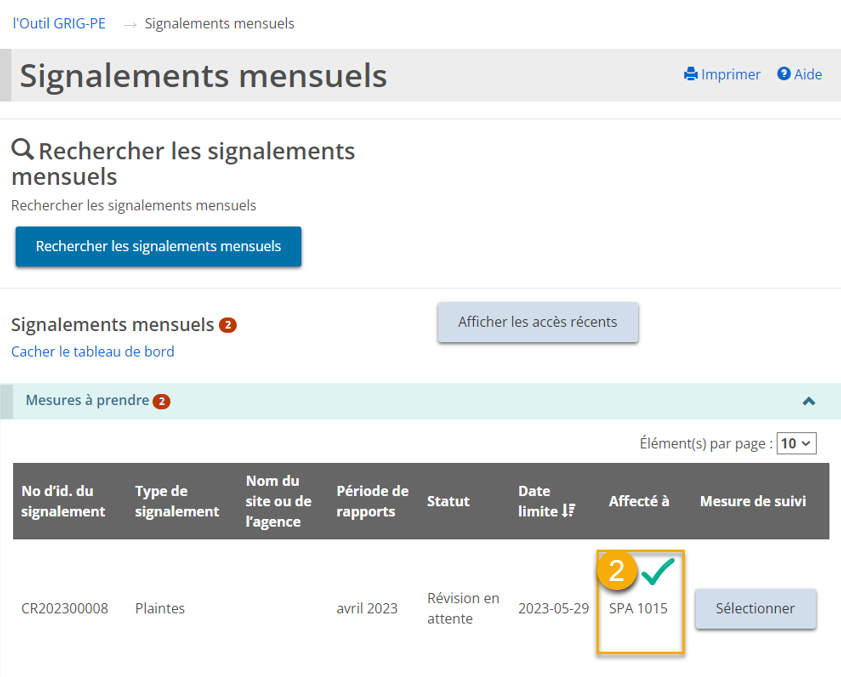 l'Outil GRIG-PE → Signalements mensuels
Signalements mensuels
Imprimer
Aide
Rechercher les signalements
mensuels
Rechercher les signalements mensuels
Rechercher les signalements mensuels
Signalements mensuels 2
Afficher les accès récents
Cacher le tableau de bord
Mesures à prendre 2
Élément(s) par page : 10
No d'id. du
signalement
Type de
signalement
Nom du
site ou de
l'agence
Période de
rapports
Statut
Date
limite
Affecté à
Mesure de suivi
2
CR202300008
Plaintes
avril 2023
Révision en
attente
2023-05-29
SPA 1015
Sélectionner